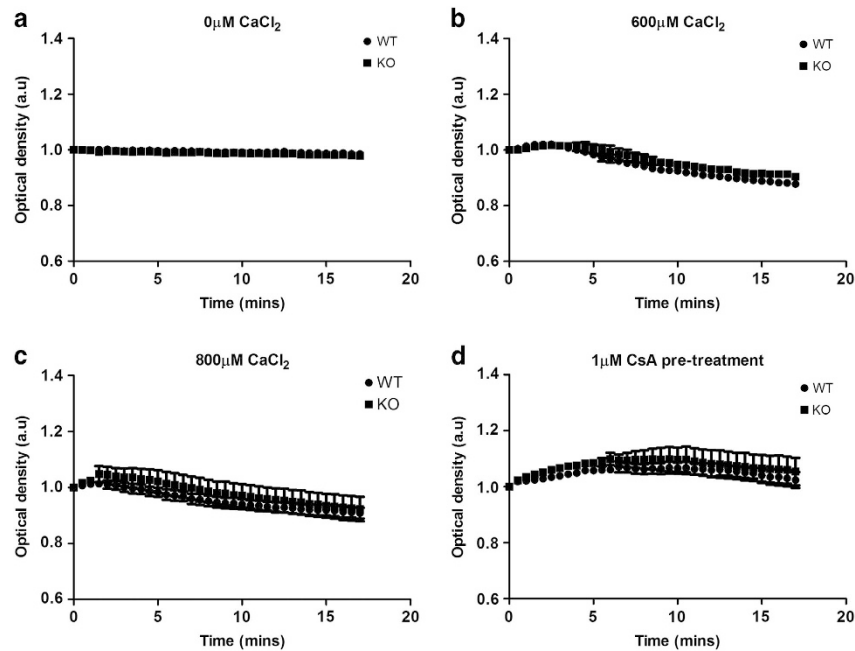 a
0μM CaCl₂
Optical density (a.u)
1.4
1.2
1.0
0.8
0.6
0
5
10
15
20
Time (mins)
WT
KO
b
600μM CaCl₂
Optical density (a.u)
1.4
1.2
1.0
0.8
0.6
0
5
10
15
20
Time (mins)
WT
KO
c
800μM CaCl₂
Optical density (a.u)
1.4
1.2
1.0
0.8
0.6
0
5
10
15
20
Time (mins)
WT
KO
d
1μM CsA pre-treatment
Optical density (a.u)
1.4
1.2
1.0
0.8
0.6
0
5
10
15
20
Time (mins)
WT
KO